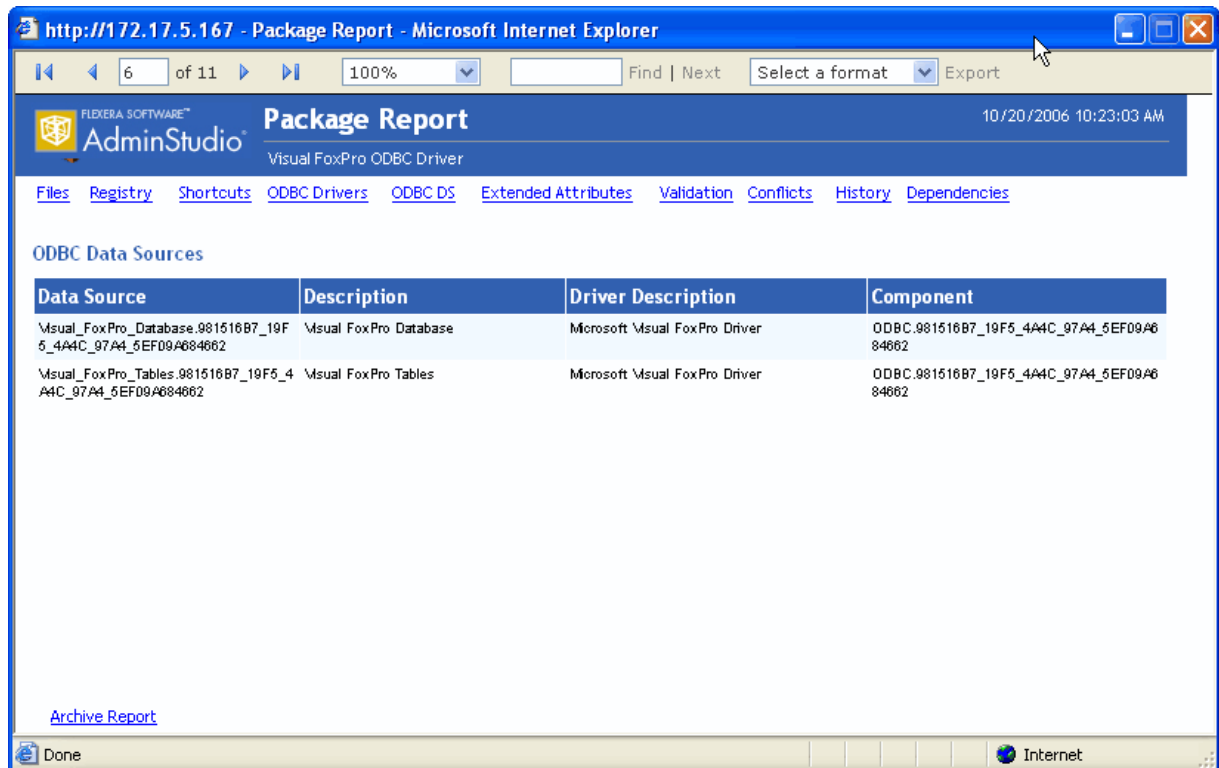 http://172.17.5.167 - Package Report - Microsoft Internet Explorer
6 of 11 100% Find | Next Select a format Export
FLEXERA SOFTWARE™
AdminStudio®
Package Report
10/20/2006 10:23:03 AM
Visual FoxPro ODBC Driver
Files Registry Shortcuts ODBC Drivers ODBC DS Extended Attributes Validation Conflicts History Dependencies
ODBC Data Sources
Data Source Description Driver Description Component
Visual_FoxPro_Database.981516B7_19F Visual FoxPro Database Microsoft Visual FoxPro Driver ODBC.981516B7_19F5_4A4C_97A4_5EF09A6
5_4A4C_97A4_5EF09A684662 84662
Visual_FoxPro_Tables.981516B7_19F5_4 Visual FoxPro Tables Microsoft Visual FoxPro Driver ODBC.981516B7_19F5_4A4C_97A4_5EF09A6
A4C_97A4_5EF09A684662 84662
Archive Report
Done Internet